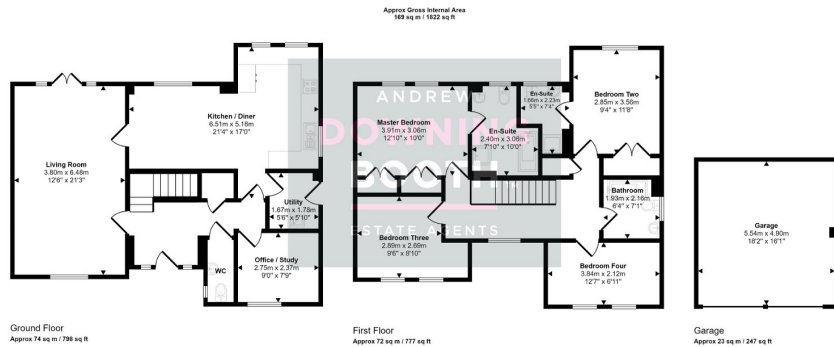 Approx Gross Internal Area
169 sq m / 1822 sq ft
Living Room
3.80m x 6.48m
12'6" x 21'3"
Kitchen / Diner
6.51m x 5.18m
21'4" x 17'0"
Utility
1.67m x 1.78m
5'6" x 5'10"
WC
Office / Study
2.75m x 2.37m
9'0" x 7'9"
Ground Floor
Approx 74 sq m / 798 sq ft
ANDREW
DOWNING
BOOTH.
ESTATE AGENTS
Master Bedroom
3.91m x 3.06m
12'10" x 10'0"
En-Suite
2.40m x 3.06m
7'10" x 10'0"
En-Suite
1.66m x 2.23m
5'5" x 7'4"
Bedroom Two
2.85m x 3.56m
9'4" x 11'8"
Bathroom
1.93m x 2.16m
6'4" x 7'1"
Bedroom Three
2.89m x 2.69m
9'6" x 8'10"
Bedroom Four
3.84m x 2.12m
12'7" x 6'11"
First Floor
Approx 72 sq m / 777 sq ft
Garage
5.54m x 4.90m
18'2" x 16'1"
Garage
Approx 23 sq m / 247 sq ft